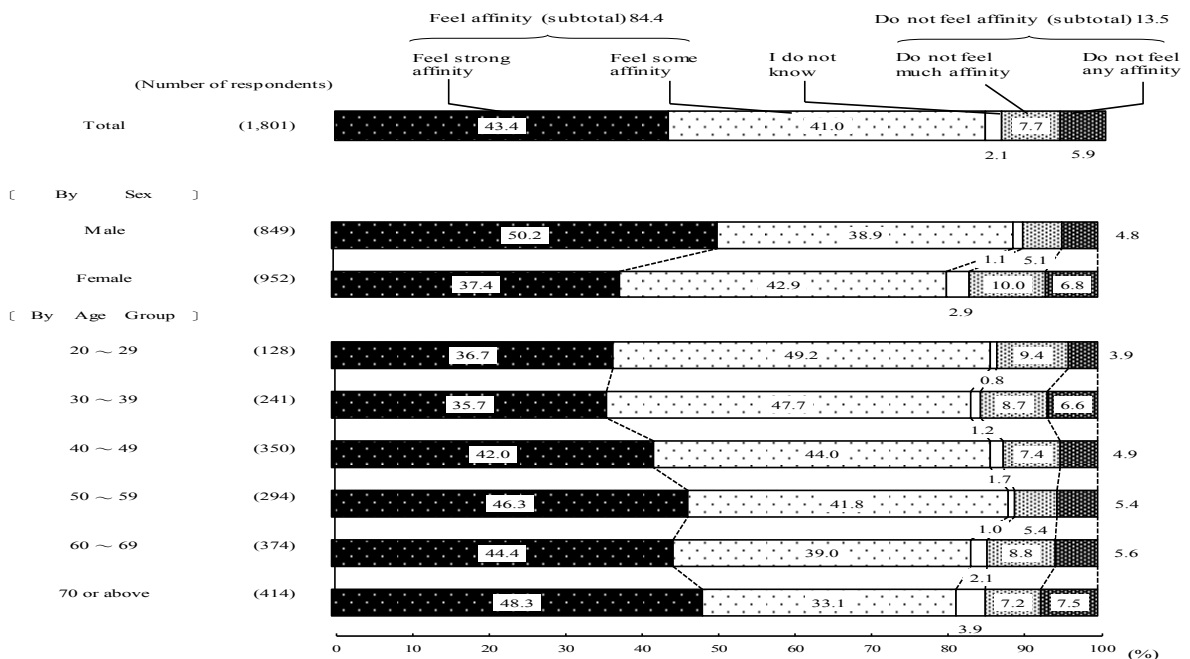 Feel affinity (subtotal) 84.4
Do not feel affinity (subtotal) 13.5
Feel strong affinity
Feel some affinity
I do not know
Do not feel much affinity
Do not feel any affinity
(Number of respondents)
Total (1,801) 43.4 41.0 7.7
2.1 5.9
〔 By Sex 〕
Male (849) 50.2 38.9 4.8
1.1 5.1
Female (952) 37.4 42.9 10.0 6.8
2.9
〔 By Age Group 〕
20 ~ 29 (128) 36.7 49.2 9.4 3.9
0.8
30 ~ 39 (241) 35.7 47.7 8.7 6.6
1.2
40 ~ 49 (350) 42.0 44.0 7.4 4.9
1.7
50 ~ 59 (294) 46.3 41.8 5.4
1.0 5.4
60 ~ 69 (374) 44.4 39.0 8.8 5.6
2.1
70 or above (414) 48.3 33.1 7.2 7.5
3.9
0 10 20 30 40 50 60 70 80 90 100 (%)